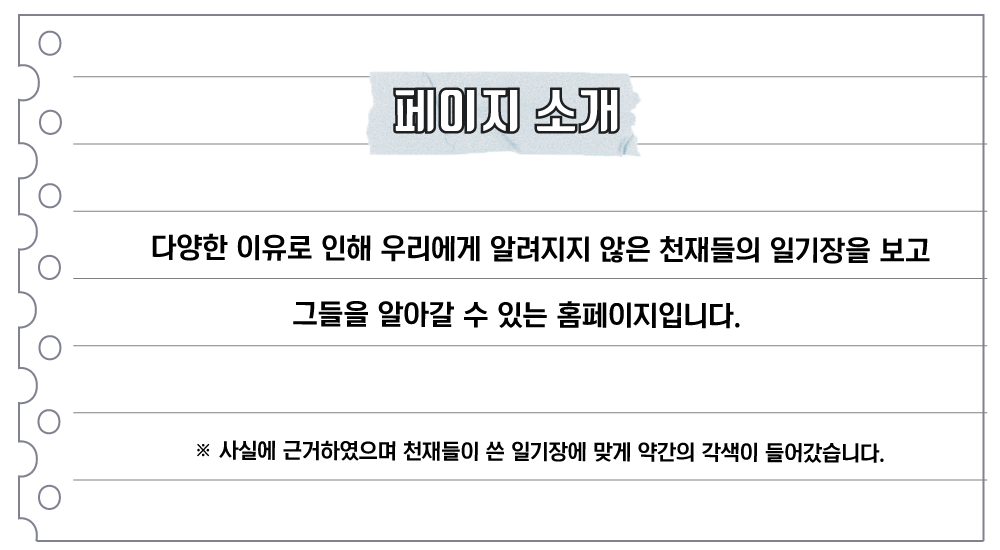 페이지 소개
다양한 이유로 인해 우리에게 알려지지 않은 천재들의 일기장을 보고
그들을 알아갈 수 있는 홈페이지입니다.
※ 사실에 근거하였으며 천재들이 쓴 일기장에 맞게 약간의 각색이 들어갔습니다.